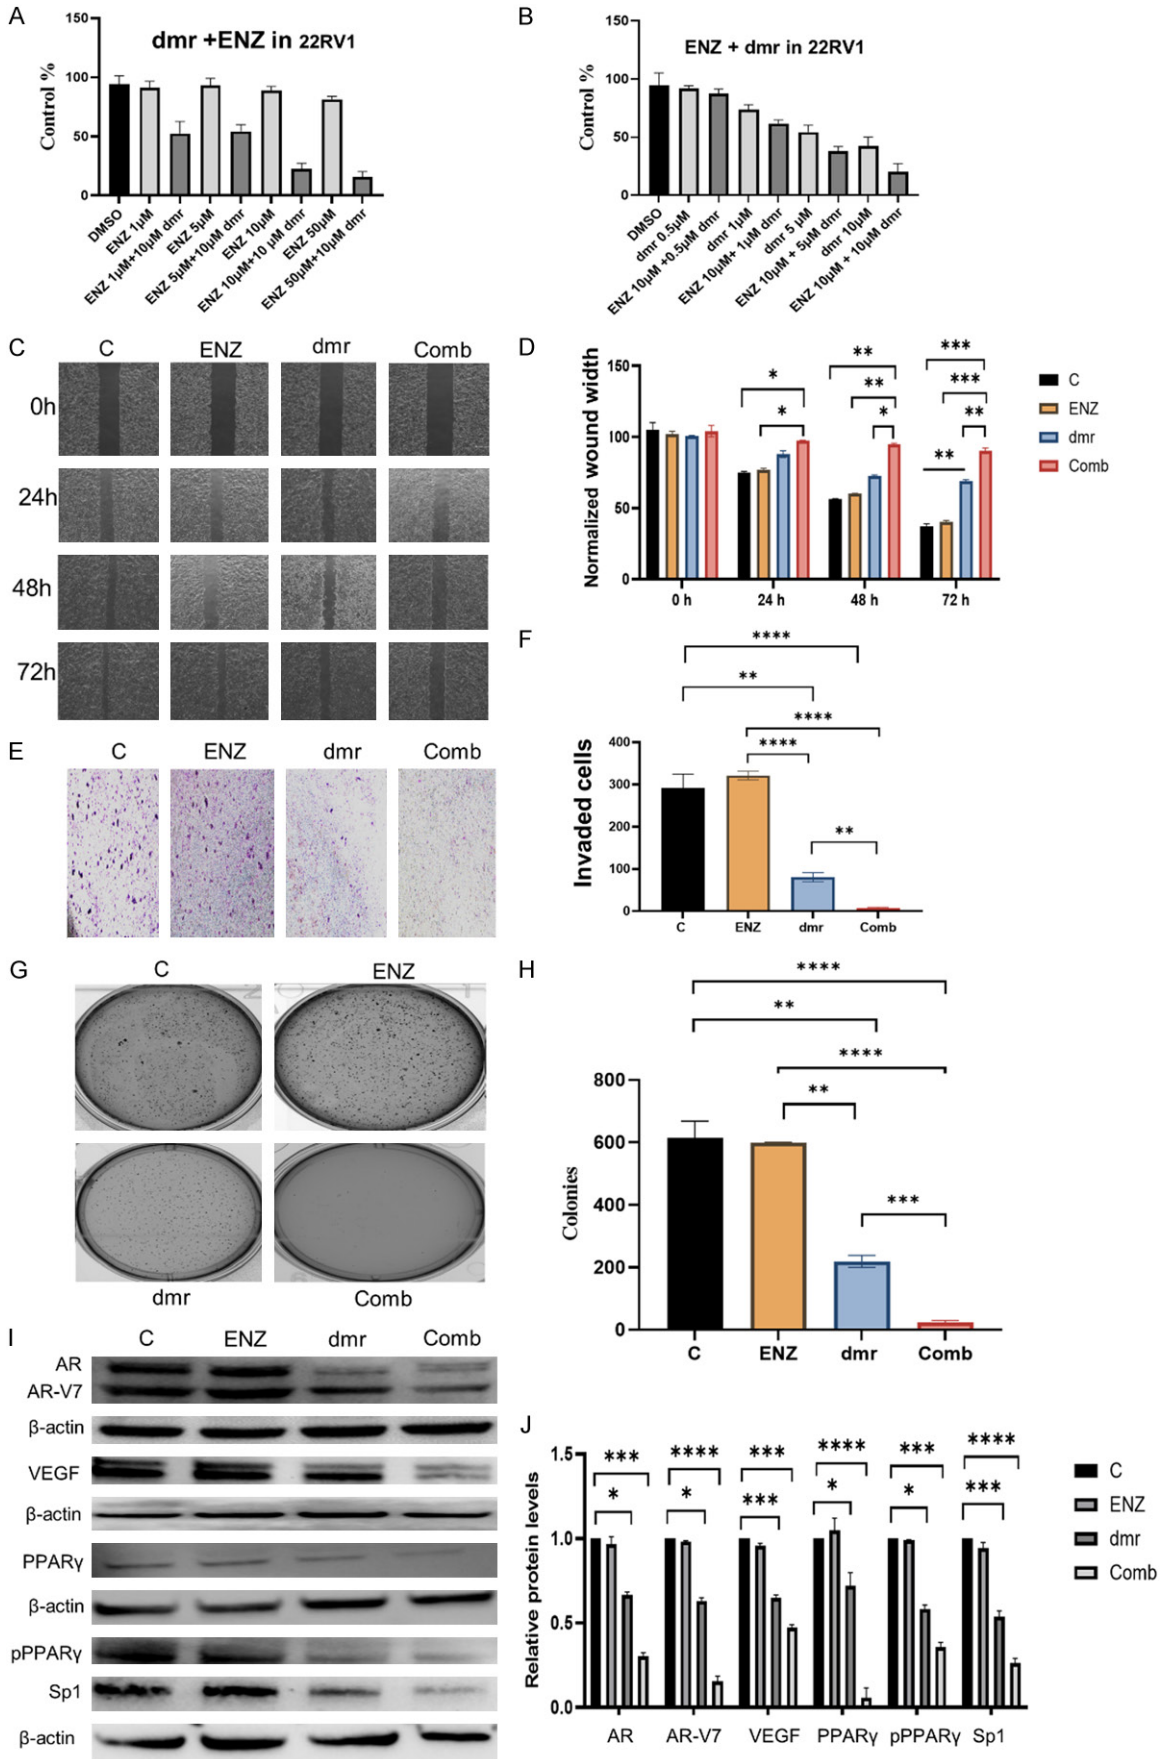 A
dmr +ENZ in 22RV1
Control %
150
100
50
0
DMSO
ENZ 1μM
ENZ 1μM+10μM dmr
ENZ 5μM
ENZ 5μM+10μM dmr
ENZ 10μM
ENZ 10μM+10 μM dmr
ENZ 50μM
ENZ 50μM+10μM dmr
B
ENZ + dmr in 22RV1
Control %
150
100
50
0
DMSO
dmr 0.5μM
ENZ 10μM +0.5μM dmr
dmr 1μM
ENZ 10μM+ 1μM dmr
dmr 5 μM
ENZ 10μM + 5μM dmr
dmr 10μM
ENZ 10μM + 10μM dmr
C
C ENZ dmr Comb
0h
24h
48h
72h
D
Normalized wound width
150
100
50
0
* *
** ** *
*** *** ** **
0 h 24 h 48 h 72 h
C
ENZ
dmr
Comb
E
C ENZ dmr Comb
F
****
**
****
****
**
Invaded cells
400
300
200
100
0
C ENZ dmr Comb
G
C ENZ
dmr Comb
H
****
**
****
**
***
Colonies
800
600
400
200
0
C ENZ dmr Comb
I
C ENZ dmr Comb
AR
AR-V7
β-actin
VEGF
β-actin
PPARγ
β-actin
pPPARγ
Sp1
β-actin
J
Relative protein levels
1.5
1.0
0.5
0.0
*** **** *** **** *** ****
* * *** * * ***
AR AR-V7 VEGF PPARγ pPPARγ Sp1
C
ENZ
dmr
Comb